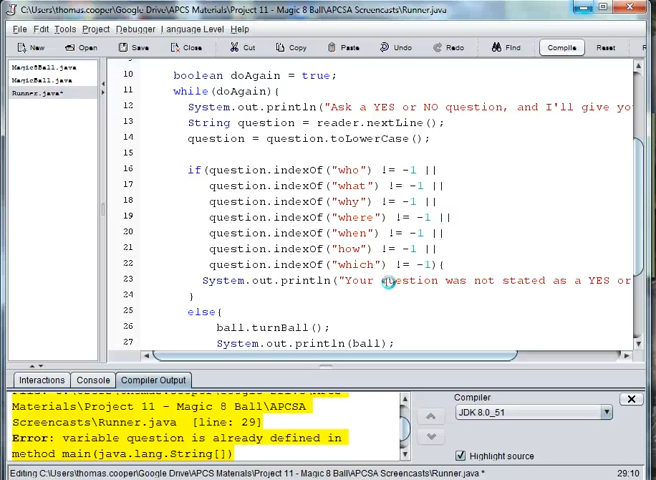 C:\Users\thomas.cooper\Google Drive\APCS Materials\Project 11 - Magic 8 Ball\APCSA Screencasts\Runner.java
File Edit Tools Project Debugger Language Level Help
New Open Save Close Cut Copy Paste Undo Redo Find Compile Reset
Magic8Ball.java
MagicBall.java
Runner.java*
10 boolean doAgain = true;
11 while(doAgain){
12 System.out.println("Ask a YES or NO question, and I'll give yo
13 String question = reader.nextLine();
14 question = question.toLowerCase();
15
16 if(question.indexOf("who") != -1 ||
17 question.indexOf("what") != -1 ||
18 question.indexOf("why") != -1 ||
19 question.indexOf("where") != -1 ||
20 question.indexOf("when") != -1 ||
21 question.indexOf("how") != -1 ||
22 question.indexOf("which") != -1){
23 System.out.println("Your question was not stated as a YES or
24 }
25 else{
26 ball.turnBall();
27 System.out.println(ball);
Interactions Console Compiler Output
Materials\Project 11 - Magic 8 Ball\APCSA
Screencasts\Runner.java [line: 29]
Error: variable question is already defined in
method main(java.lang.String[])
Compiler
JDK 8.0_51
Highlight source
Editing C:\Users\thomas.cooper\Google Drive\APCS Materials\Project 11 - Magic 8 Ball\APCSA Screencasts\Runner.java * 29:10